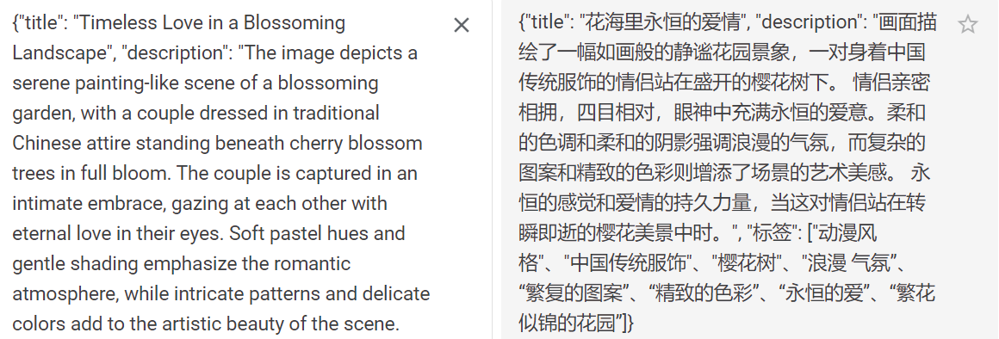 {"title": "Timeless Love in a Blossoming
Landscape", "description": "The image depicts a
serene painting-like scene of a blossoming
garden, with a couple dressed in traditional
Chinese attire standing beneath cherry blossom
trees in full bloom. The couple is captured in an
intimate embrace, gazing at each other with
eternal love in their eyes. Soft pastel hues and
gentle shading emphasize the romantic
atmosphere, while intricate patterns and delicate
colors add to the artistic beauty of the scene.
{"title": "花海里永恒的爱情", "description": "画面描
绘了一幅如画般的静谧花园景象，一对身着中国
传统服饰的情侣站在盛开的樱花树下。 情侣亲密
相拥，四目相对，眼神中充满永恒的爱意。柔和
的色调和柔和的阴影强调浪漫的气氛，而复杂的
图案和精致的色彩则增添了场景的艺术美感。 永
恒的感觉和爱情的持久力量，当这对情侣站在转
瞬即逝的樱花美景中时。", "标签": ["动漫风
格"、"中国传统服饰"、"樱花树"、"浪漫 气氛”、
“繁复的图案”、“精致的色彩”、“永恒的爱”、“繁花
似锦的花园”]}